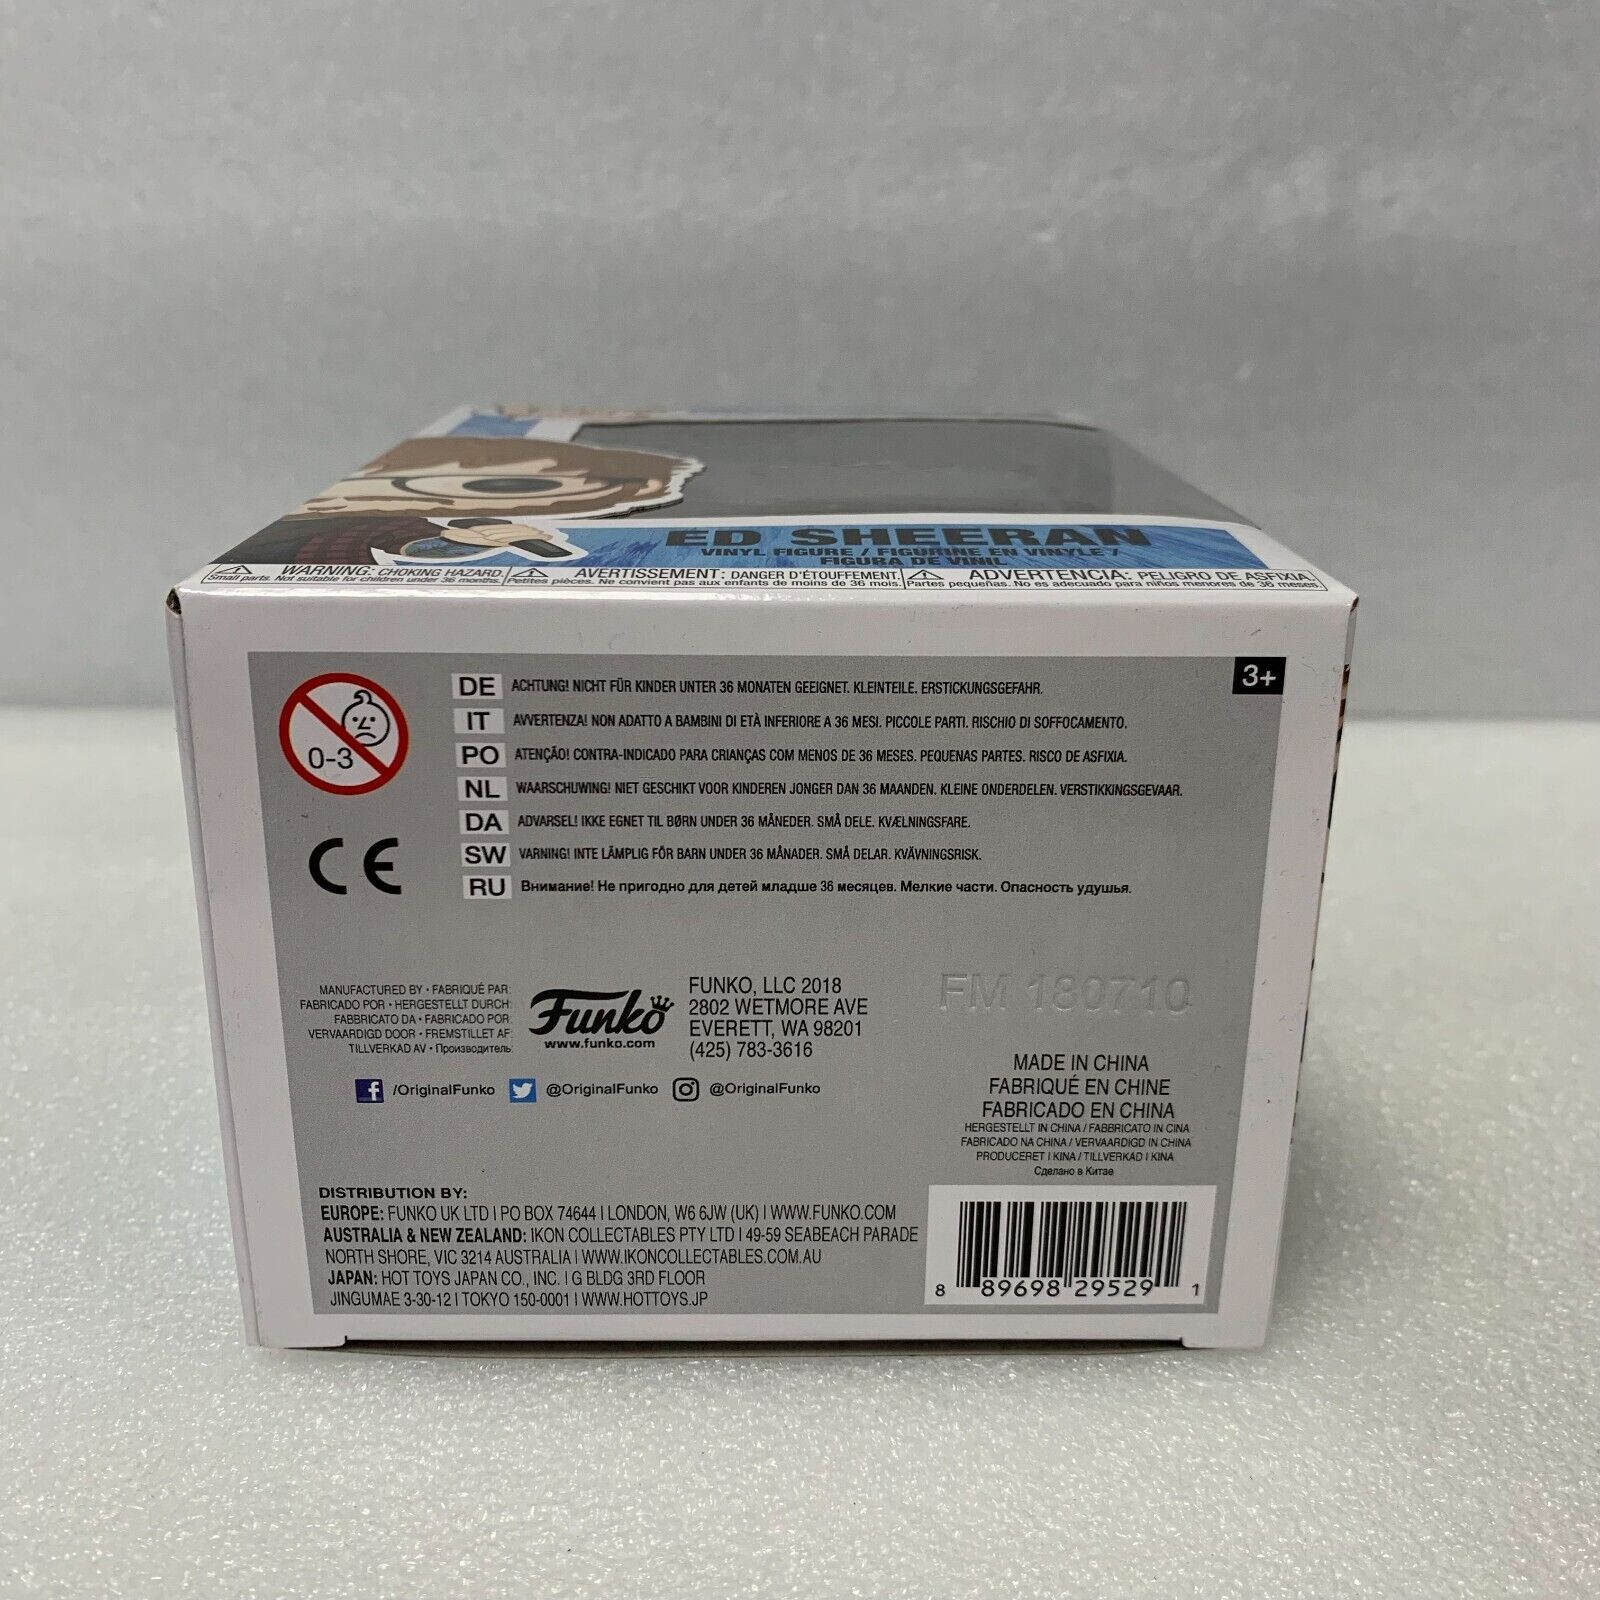 ED SHEERAN
VINYL FIGURE / FIGURINE EN VINYLE /
FIGURA DE VINIL
WARNING: CHOKING HAZARD.
Small parts. Not suitable for children under 36 months.
AVERTISSEMENT: DANGER D'ÉTOUFFEMENT.
Petites pièces. Ne convient pas aux enfants de moins de 36 mois.
ADVERTENCIA: PELIGRO DE ASFIXIA.
Partes pequeñas. No es adecuado para niños menores de 36 meses.
3+
0-3
DE ACHTUNG! NICHT FÜR KINDER UNTER 36 MONATEN GEEIGNET. KLEINTEILE. ERSTICKUNGSGEFAHR.
IT AVVERTENZA! NON ADATTO A BAMBINI DI ETÀ INFERIORE A 36 MESI. PICCOLE PARTI. RISCHIO DI SOFFOCAMENTO.
PO ATENÇÃO! CONTRA-INDICADO PARA CRIANÇAS COM MENOS DE 36 MESES. PEQUENAS PARTES. RISCO DE ASFIXIA.
NL WAARSCHUWING! NIET GESCHIKT VOOR KINDEREN JONGER DAN 36 MAANDEN. KLEINE ONDERDELEN. VERSTIKKINGSGEVAAR.
DA ADVARSEL! IKKE EGNET TIL BØRN UNDER 36 MÅNEDER. SMÅ DELE. KVÆLNINGSFARE.
SW VARNING! INTE LÄMPLIG FÖR BARN UNDER 36 MÅNADER. SMÅ DELAR. KVÄVNINGSRISK.
RU Внимание! Не пригодно для детей младше 36 месяцев. Мелкие части. Опасность удушья.
CE
MANUFACTURED BY • FABRIQUÉ PAR:
FABRICADO POR • HERGESTELLT DURCH:
FABBRICATO DA • FABRICADO POR:
VERVAARDIGD DOOR • FREMSTILLET AF:
TILLVERKAD AV • Производитель:
Funko
www.funko.com
FUNKO, LLC 2018
2802 WETMORE AVE
EVERETT, WA 98201
(425) 783-3616
FM 180710
/OriginalFunko @OriginalFunko @OriginalFunko
MADE IN CHINA
FABRIQUÉ EN CHINE
FABRICADO EN CHINA
HERGESTELLT IN CHINA / FABBRICATO IN CINA
FABRICADO NA CHINA / VERVAARDIGD IN CHINA
PRODUCERET I KINA / TILLVERKAD I KINA
Сделано в Китае
DISTRIBUTION BY:
EUROPE: FUNKO UK LTD I PO BOX 74644 I LONDON, W6 6JW (UK) I WWW.FUNKO.COM
AUSTRALIA & NEW ZEALAND: IKON COLLECTABLES PTY LTD I 49-59 SEABEACH PARADE
NORTH SHORE, VIC 3214 AUSTRALIA I WWW.IKONCOLLECTABLES.COM.AU
JAPAN: HOT TOYS JAPAN CO., INC. I G BLDG 3RD FLOOR
JINGUMAE 3-30-12 I TOKYO 150-0001 I WWW.HOTTOYS.JP
8 89698 29529 1